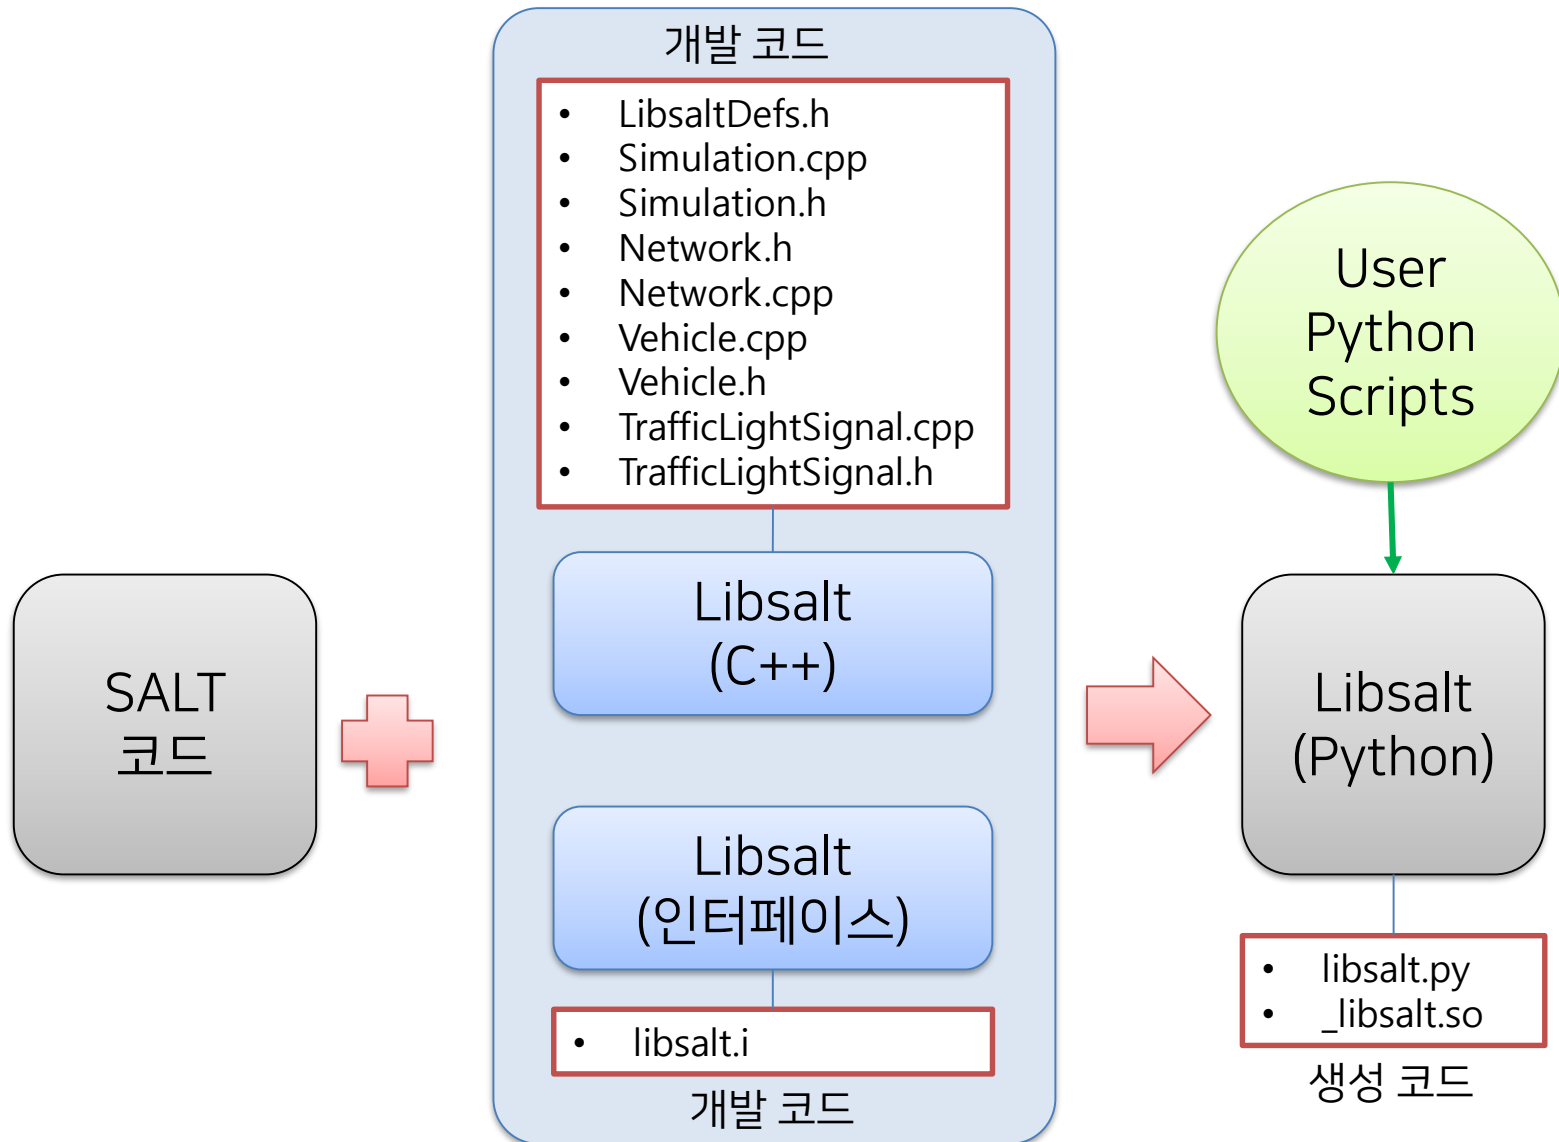 개발 코드
• LibsaltDefs.h
• Simulation.cpp
• Simulation.h
• Network.h
• Network.cpp
• Vehicle.cpp
• Vehicle.h
• TrafficLightSignal.cpp
• TrafficLightSignal.h
SALT
코드
Libsalt
(C++)
Libsalt
(인터페이스)
• libsalt.i
개발 코드
User
Python
Scripts
Libsalt
(Python)
• libsalt.py
• _libsalt.so
생성 코드